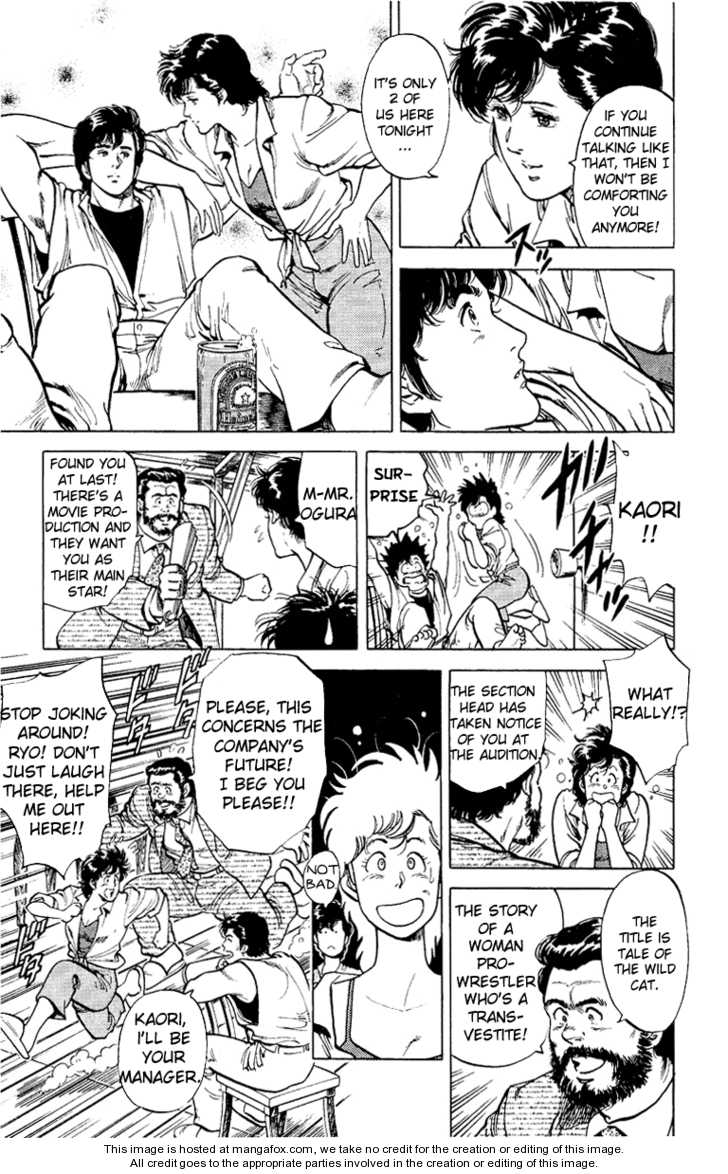 IF YOU
CONTINUE
TALKING LIKE
THAT, THEN I
WON'T BE
COMFORTING
YOU
ANYMORE!
IT'S ONLY
2 OF
US HERE
TONIGHT
...
スッ
KAORI
!!
SUR-
PRISE
M-MR.
OGURA
FOUND YOU
AT LAST!
THERE'S A
MOVIE PRO-
DUCTION AND
THEY WANT
YOU AS
THEIR MAIN
STAR!
WHAT
REALLY!?
THE SECTION
HEAD HAS
TAKEN NOTICE
OF YOU AT THE
AUDITION.
THE
TITLE IS
TALE OF
THE WILD
CAT.
THE STORY
OF A
WOMAN
PRO-
WRESTLER
WHO'S A
TRANS-
VESTITE!
NOT
BAD.
PLEASE, THIS
CONCERNS THE
COMPANY'S
FUTURE!
I BEG YOU
PLEASE!!
STOP JOKING
AROUND!
RYO! DON'T
JUST LAUGH
THERE, HELP
ME OUT
HERE!!
KAORI,
I'LL BE
YOUR
MANAGER.
This image is hosted at mangafox.com, we take no credit for the creation or editing of this image.
All credit goes to the appropriate parties involved in the creation or editing of this image.